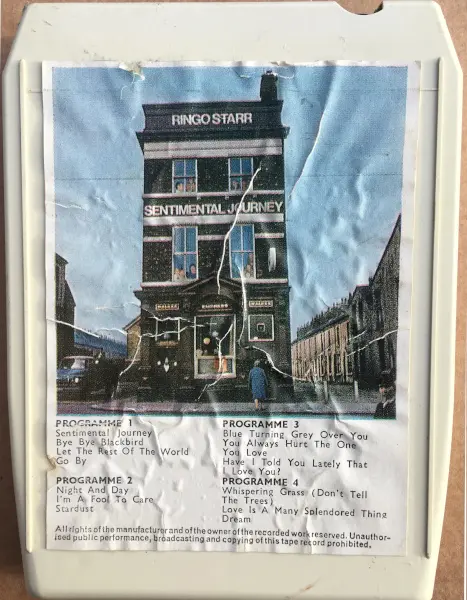 RINGO STARR
SENTIMENTAL JOURNEY
PROGRAMME 1
Sentimental Journey
Bye Bye Blackbird
Let The Rest Of The World
Go By
PROGRAMME 2
Night And Day
I'm A Fool To Care
Stardust
PROGRAMME 3
Blue Turning Grey Over You
You Always Hurt The One
You Love
Have I Told You Lately That
I Love You?
PROGRAMME 4
Whispering Grass (Don't Tell
The Trees)
Love Is A Many Splendored Thing
Dream
All rights of the manufacturer and of the owner of the recorded work reserved. Unauthor-
ised public performance, broadcasting and copying of this tape record prohibited.